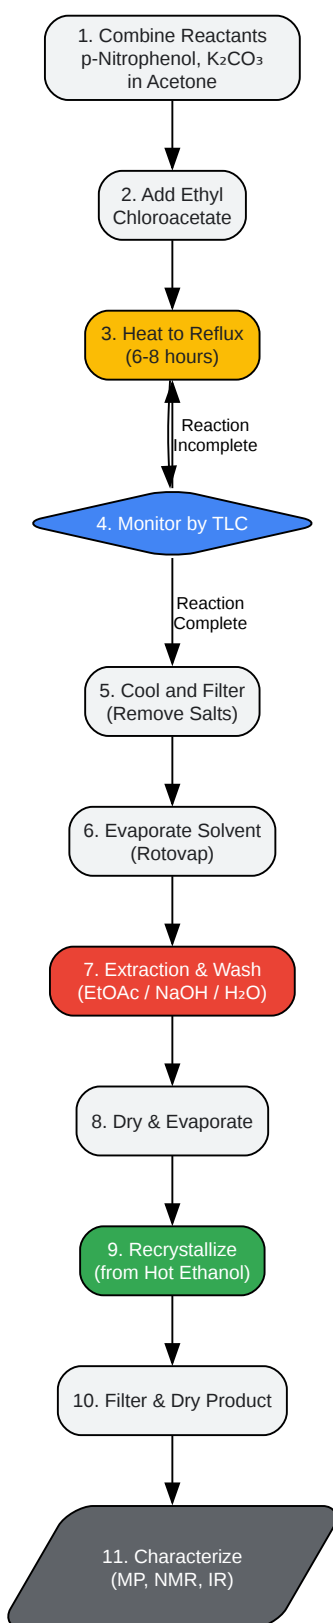 1. Combine Reactants
p-Nitrophenol, K₂CO₃
in Acetone
2. Add Ethyl
Chloroacetate
3. Heat to Reflux
(6-8 hours)
Reaction
Incomplete
4. Monitor by TLC
Reaction
Complete
5. Cool and Filter
(Remove Salts)
6. Evaporate Solvent
(Rotovap)
7. Extraction & Wash
(EtOAc / NaOH / H₂O)
8. Dry & Evaporate
9. Recrystallize
(from Hot Ethanol)
10. Filter & Dry Product
11. Characterize
(MP, NMR, IR)